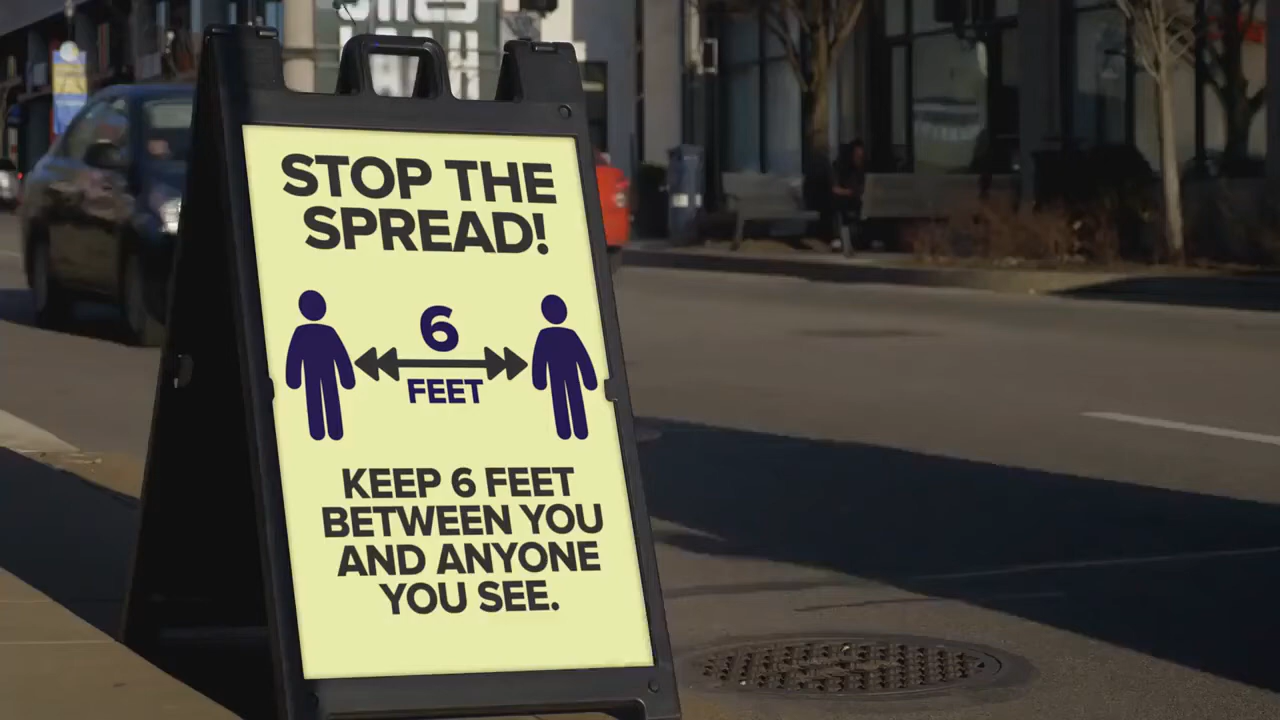 STOP THE
SPREAD!
6
FEET
KEEP 6 FEET
BETWEEN YOU
AND ANYONE
YOU SEE.